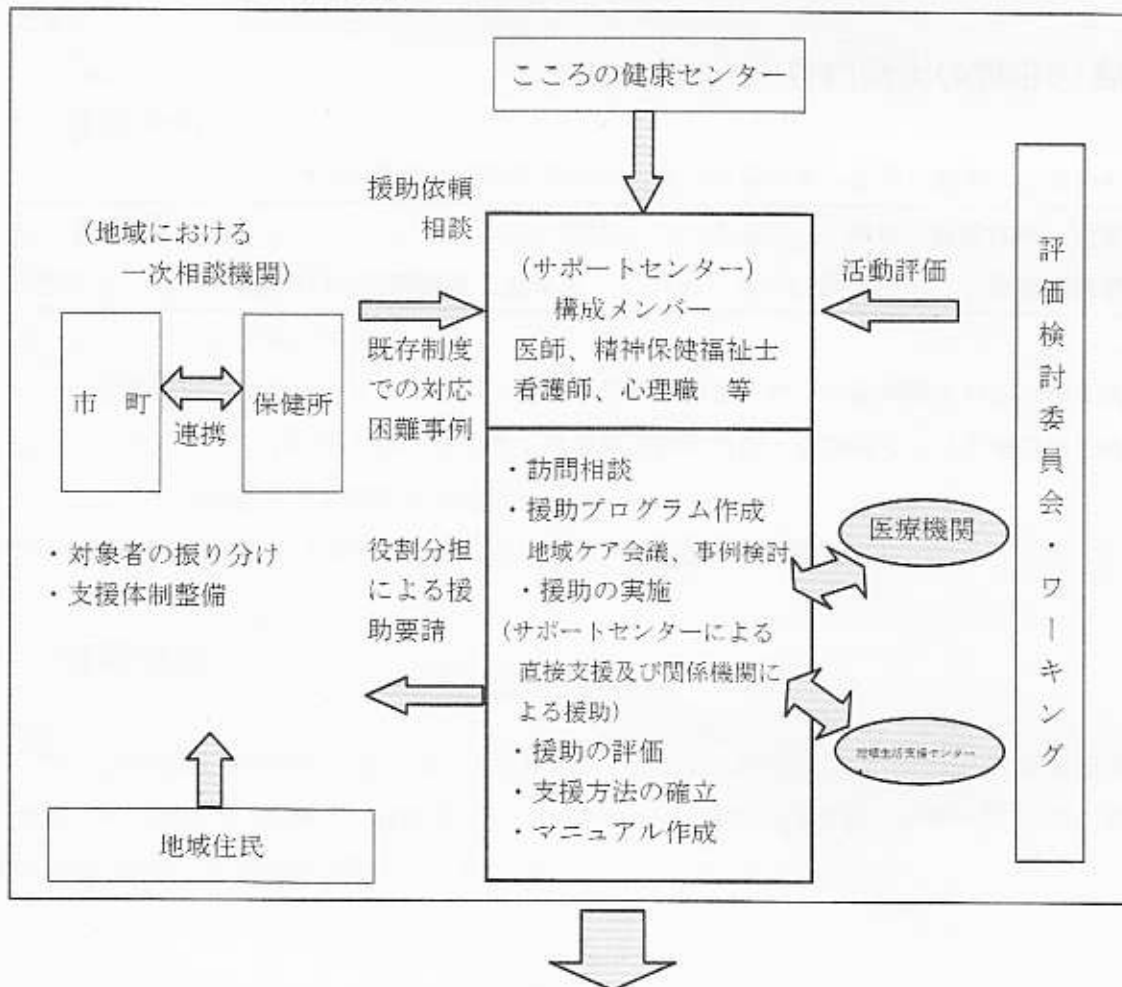 こころの健康センター
援助依頼
相談
(地域における
一次相談機関)
市 町
連携
保健所
既存制度
での対応
困難事例
・対象者の振り分け
・支援体制整備
役割分担
による援
助要請
地域住民
(サポートセンター)
構成メンバー
医師、精神保健福祉士
看護師、心理職 等
・訪問相談
・援助プログラム作成
地域ケア会議、事例検討
・援助の実施
(サポートセンターによる
直接支援及び関係機関に
よる援助)
・援助の評価
・支援方法の確立
・マニュアル作成
活動評価
医療機関
地域生活支援センター
評価検討委員会・ワーキング